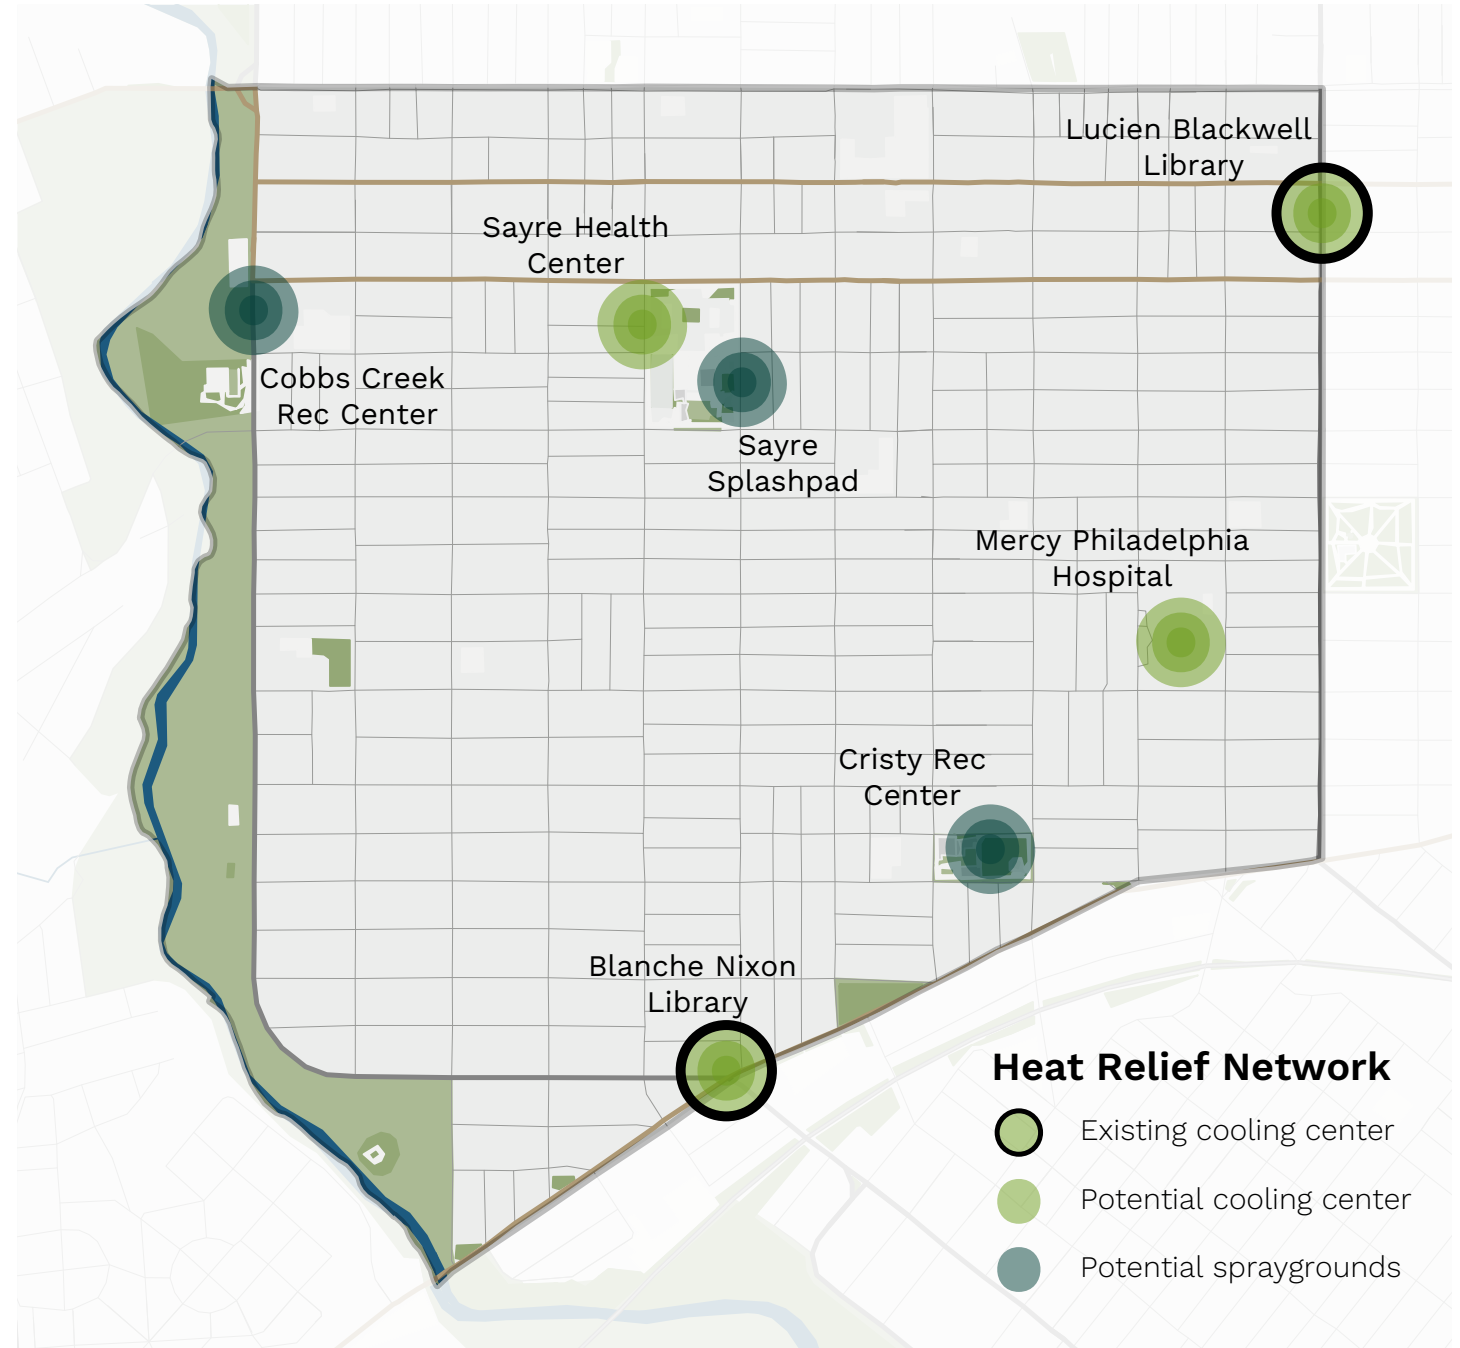 Lucien Blackwell
Library
Sayre Health
Center
Cobbs Creek
Rec Center
Sayre
Splashpad
Mercy Philadelphia
Hospital
Cristy Rec
Center
Blanche Nixon
Library
Heat Relief Network
Existing cooling center
Potential cooling center
Potential spraygrounds